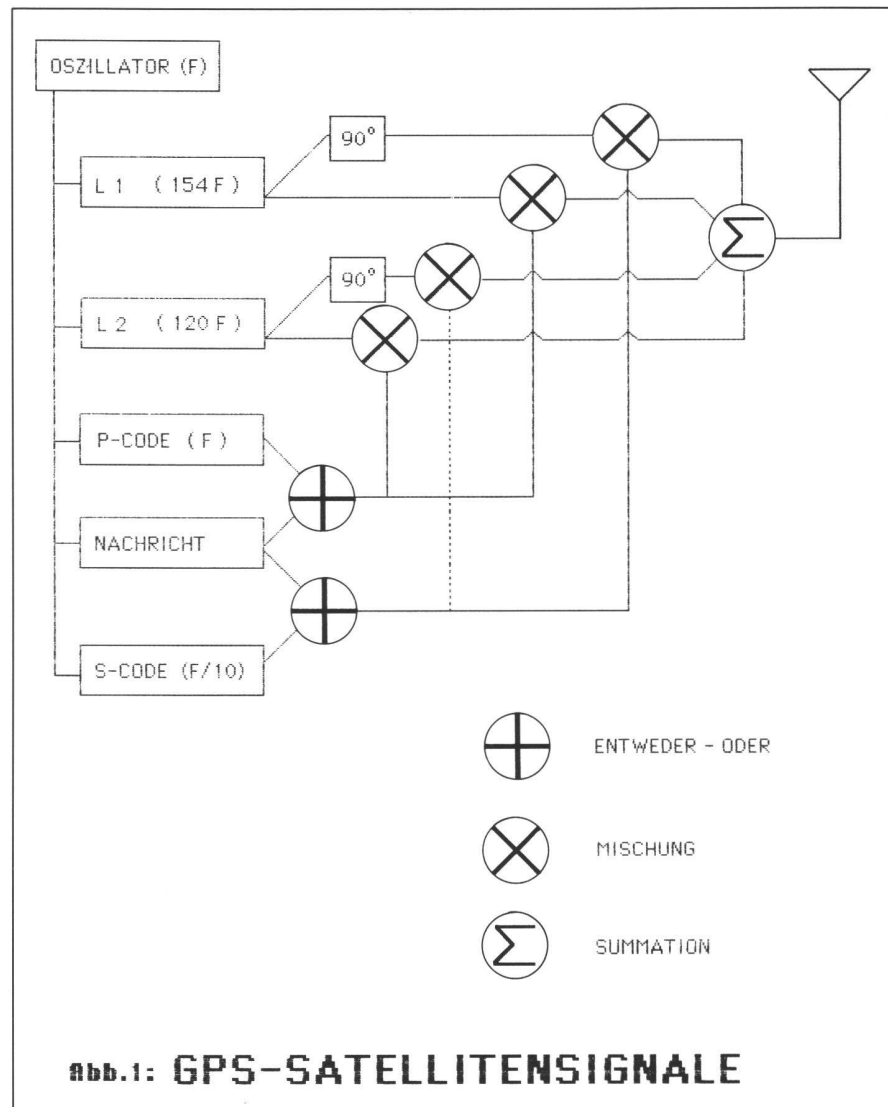 OSZILLATOR (F)
90°
L 1 (154 F)
Σ
90°
L 2 (120 F)
P-CODE (F)
NACHRICHT
S-CODE (F/10)
ENTWEDER - ODER
MISCHUNG
Σ SUMMATION
Abb.1: GPS-SATELLITENSIGNALE